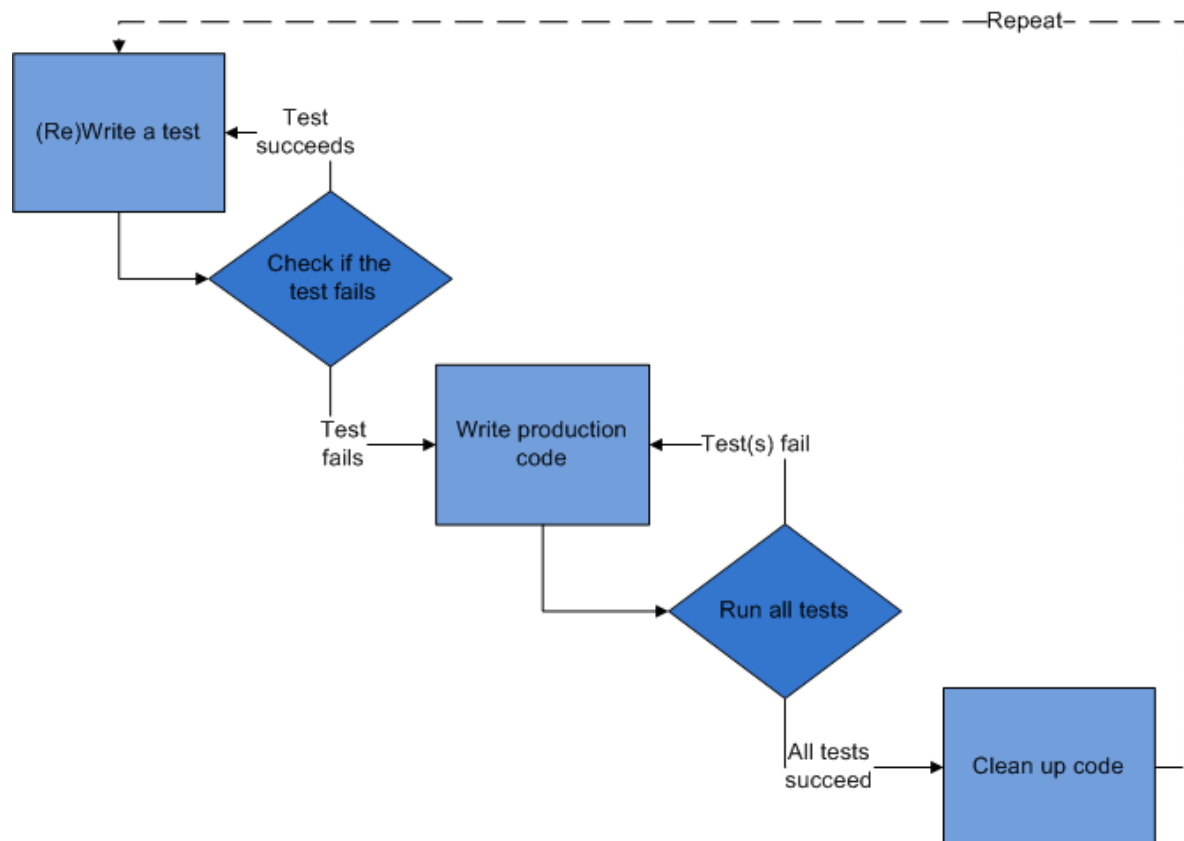 Repeat
(Re)Write a test
Test
succeeds
Check if the
test fails
Test
fails
Write production
code
Test(s) fail
Run all tests
All tests
succeed
Clean up code